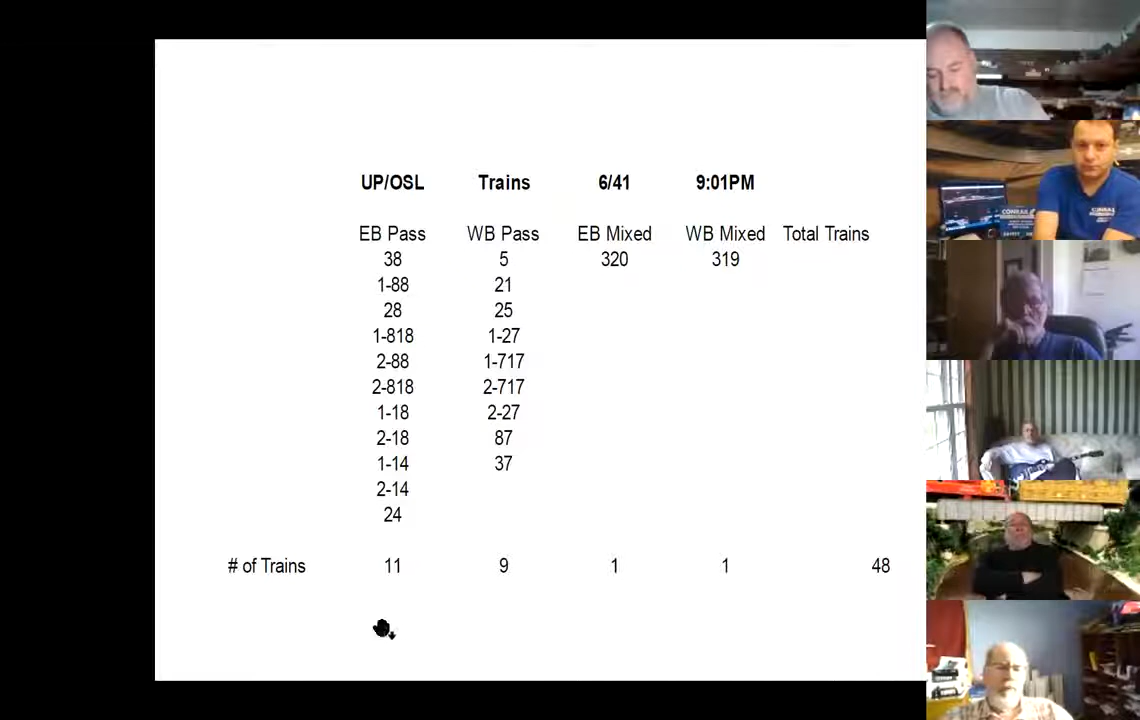 UP/OSL Trains 6/41 9:01PM
EB Pass WB Pass EB Mixed WB Mixed Total Trains
38 5 320 319
1-88 21
28 25
1-818 1-27
2-88 1-717
2-818 2-717
1-18 2-27
2-18 87
1-14 37
2-14
24
# of Trains 11 9 1 1 48
CONRAIL